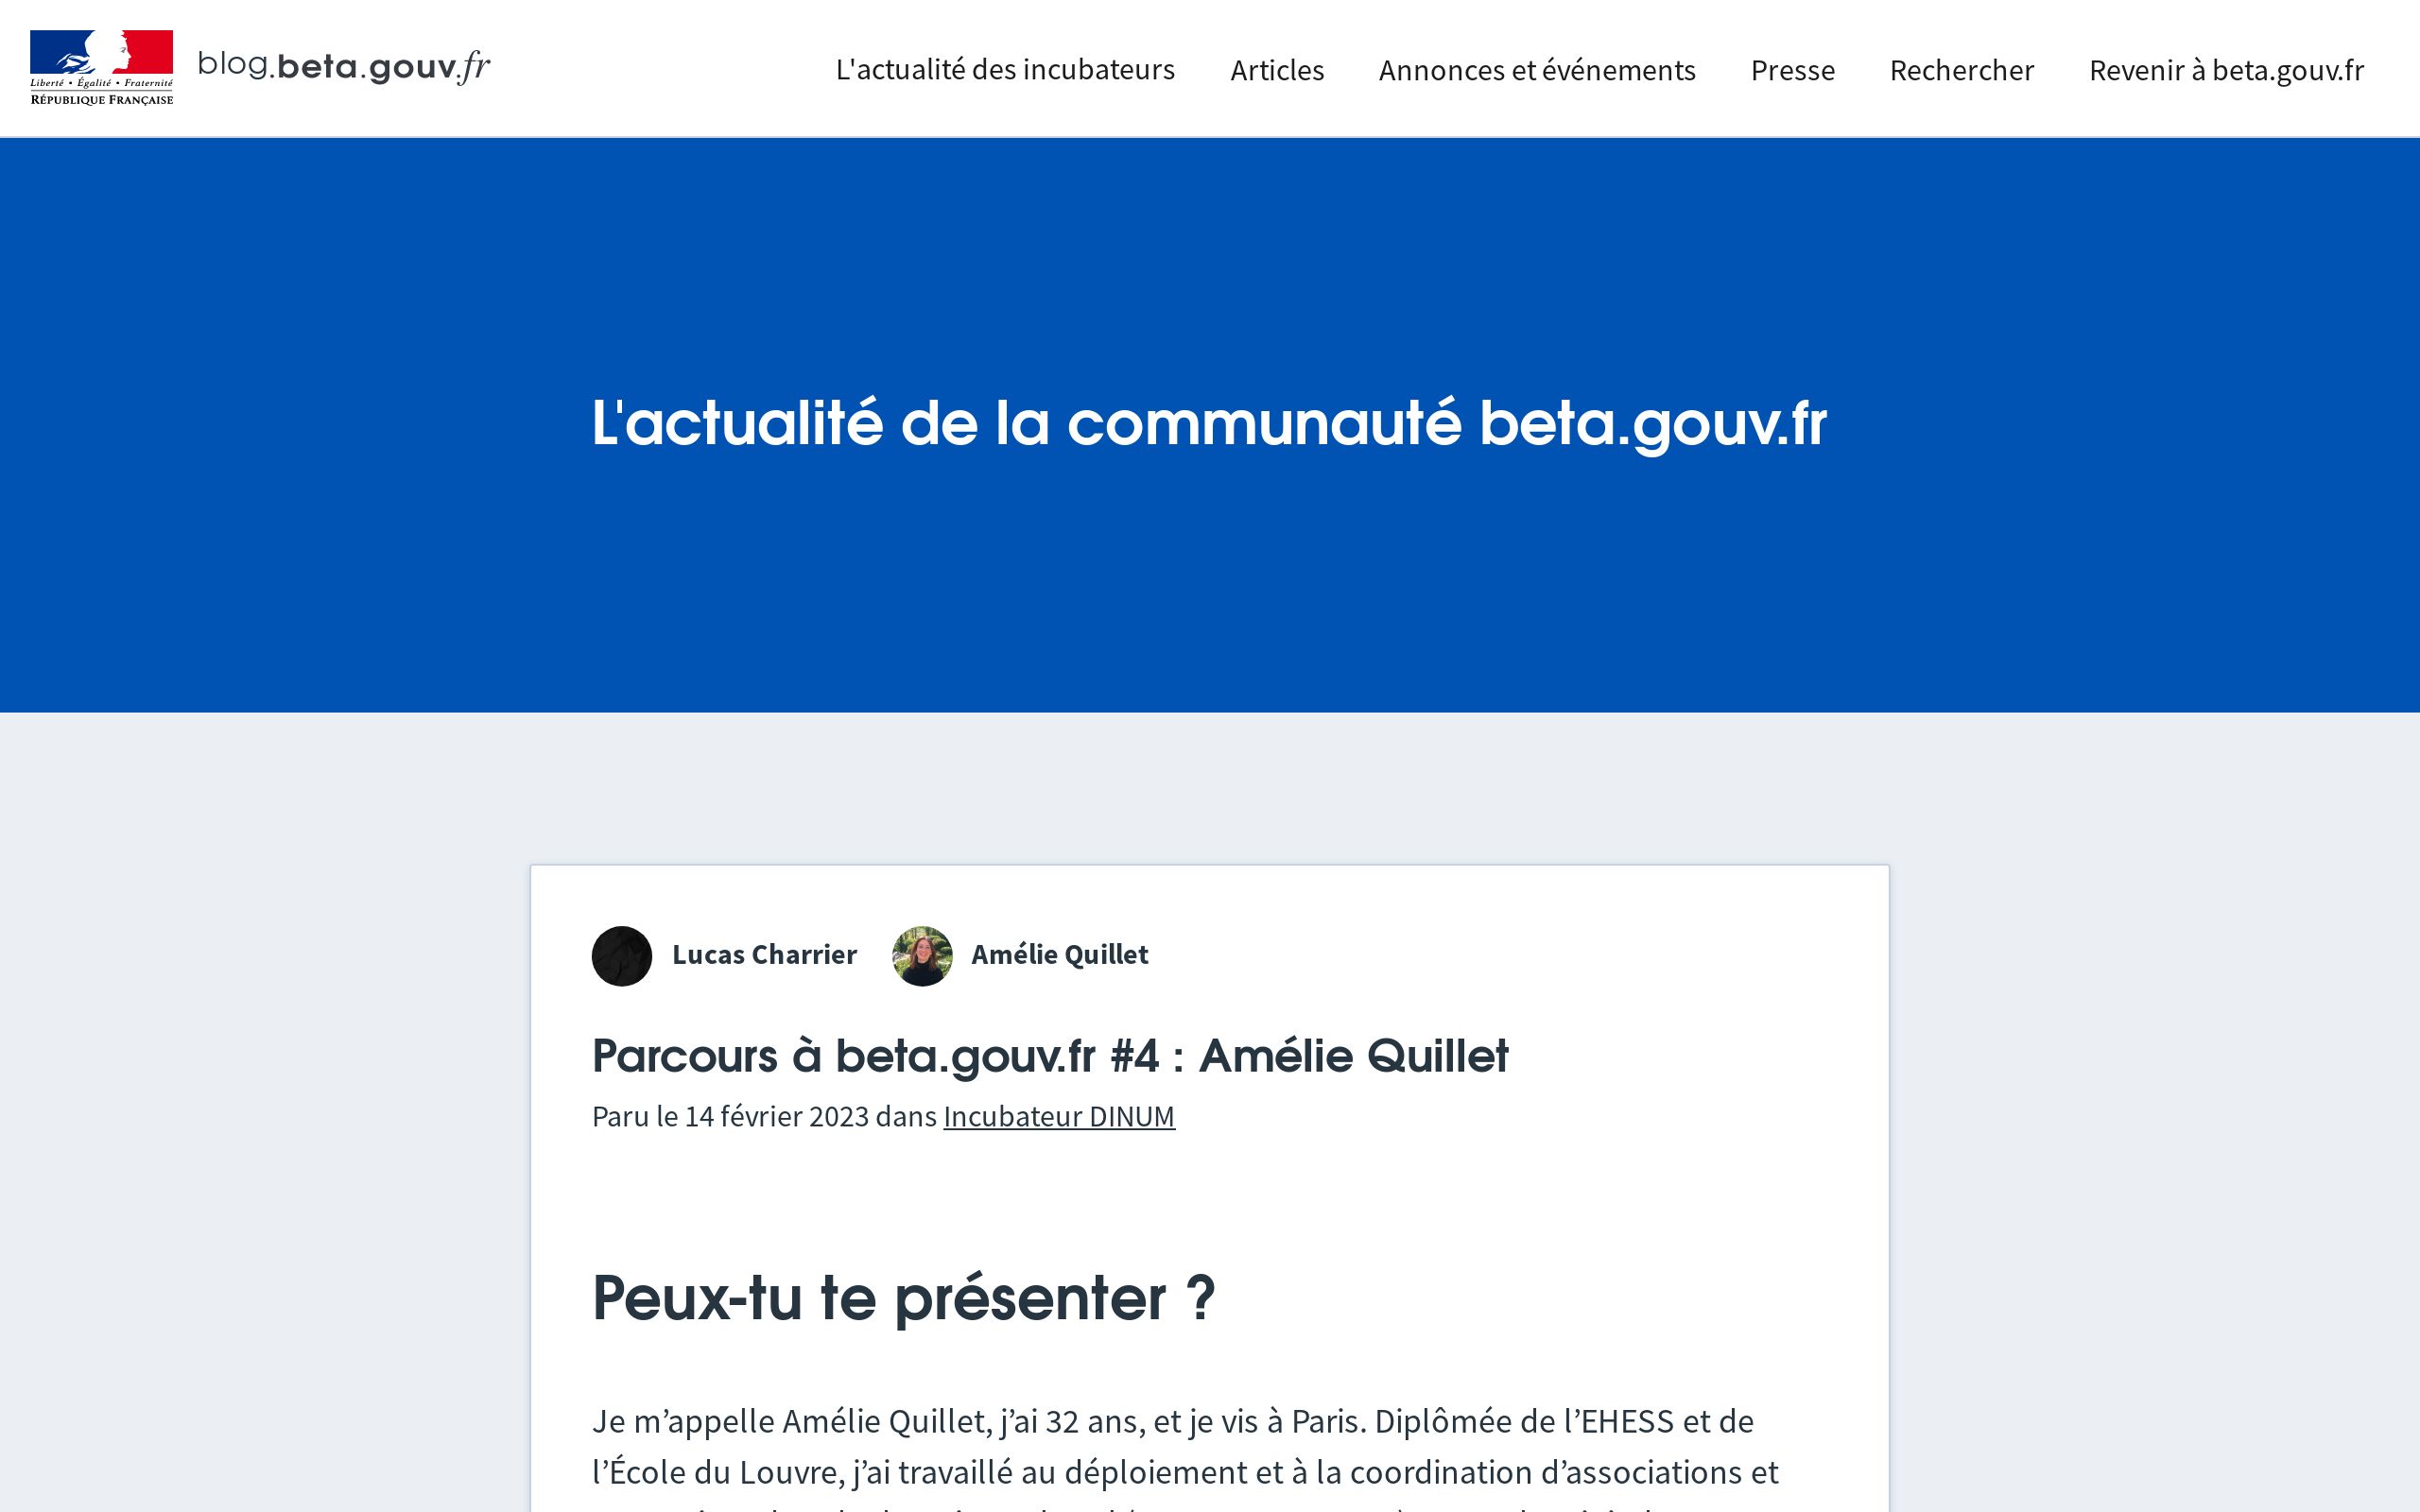 Liberté • Égalité • Fraternité
RÉPUBLIQUE FRANÇAISE
blog.beta.gouv.fr
L'actualité des incubateurs
Articles
Annonces et événements
Presse
Rechercher
Revenir à beta.gouv.fr
L'actualité de la communauté beta.gouv.fr
Lucas Charrier
Amélie Quillet
Parcours à beta.gouv.fr #4 : Amélie Quillet
Paru le 14 février 2023 dans Incubateur DINUM
Peux-tu te présenter ?
Je m’appelle Amélie Quillet, j’ai 32 ans, et je vis à Paris. Diplômée de l’EHESS et de
l’École du Louvre, j’ai travaillé au déploiement et à la coordination d’associations et